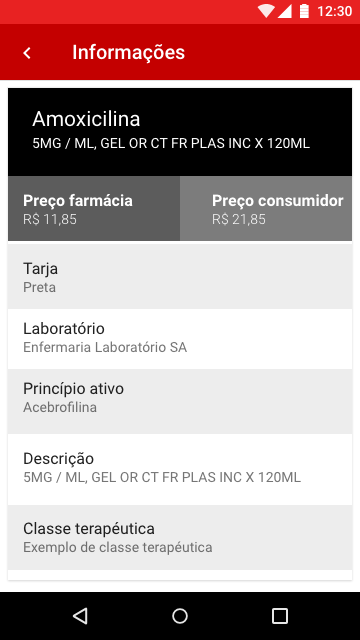 12:30
Informações
Amoxicilina
5MG / ML, GEL OR CT FR PLAS INC X 120ML
Preço farmácia
R$ 11,85
Preço consumidor
R$ 21,85
Tarja
Preta
Laboratório
Enfermaria Laboratório SA
Princípio ativo
Acebrofilina
Descrição
5MG / ML, GEL OR CT FR PLAS INC X 120ML
Classe terapéutica
Exemplo de classe terapéutica